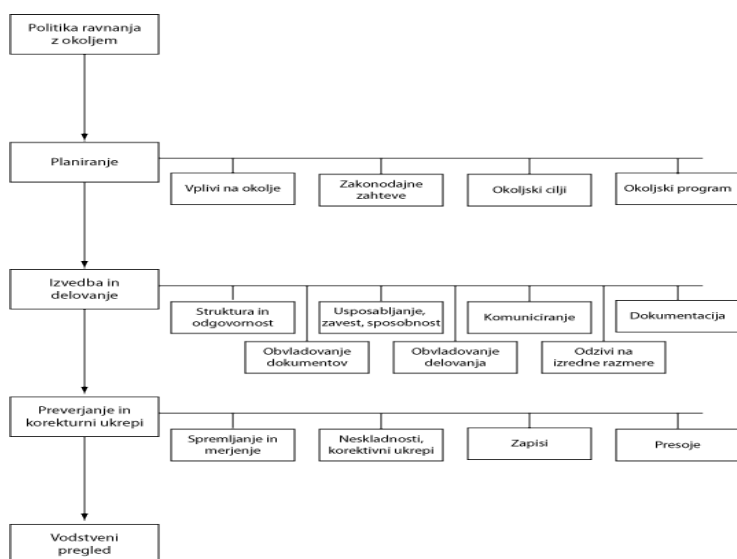 Politika ravnanja
z okoljem
Planiranje
Vplivi na okolje
Zakonodajne
zahteve
Okoljski cilji
Okoljski program
Izvedba in
delovanje
Struktura in
odgovornost
Usposabljanje,
zavest, sposobnost
Komuniciranje
Dokumentacija
Obvladovanje
dokumentov
Obvladovanje
delovanja
Odzivi na
izredne razmere
Preverjanje in
korekturni ukrepi
Spremljanje in
merjenje
Neskladnosti,
korektivni ukrepi
Zapisi
Presoje
Vodstveni
pregled